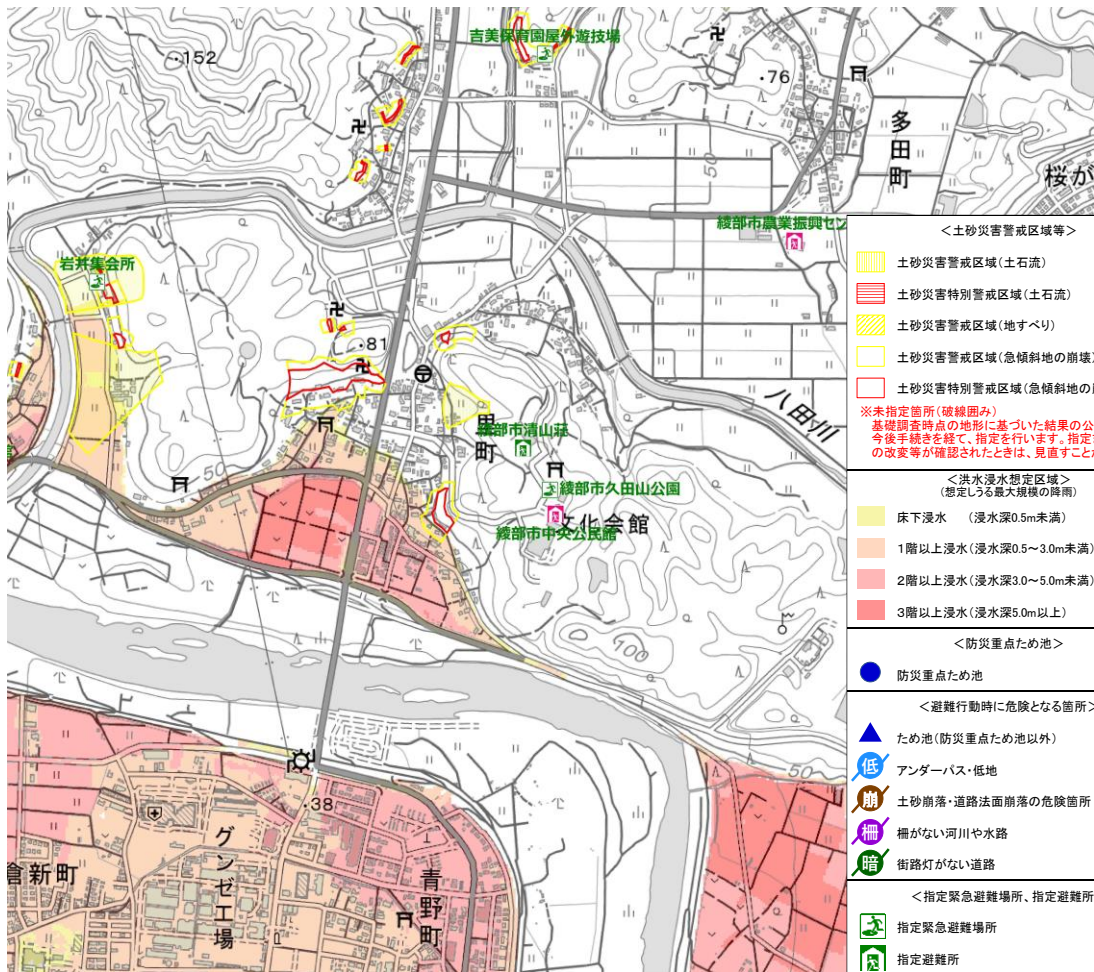 吉美保育園屋外遊技場
・152
・76
多田町
桜が
50
綾部市農業振興セン
岩井集会所
・81
八田川
里町
綾部市清山荘
綾部市久田山公園
文化会館
綾部市中央公民館
50
100
50
・38
倉新町
グンゼ工場
青野町
＜土砂災害警戒区域等＞
土砂災害警戒区域(土石流)
土砂災害特別警戒区域(土石流)
土砂災害警戒区域(地すべり)
土砂災害警戒区域(急傾斜地の崩壊)
土砂災害特別警戒区域(急傾斜地の
※未指定箇所(破線囲み)
基礎調査時点の地形に基づいた結果の公
今後手続きを経て、指定を行います。指定
の改変等が確認されたときは、見直すこと
＜洪水浸水想定区域＞
(想定しうる最大規模の降雨)
床下浸水 (浸水深0.5m未満)
1階以上浸水(浸水深0.5～3.0m未満)
2階以上浸水(浸水深3.0～5.0m未満)
3階以上浸水(浸水深5.0m以上)
＜防災重点ため池＞
防災重点ため池
＜避難行動時に危険となる箇所＞
ため池(防災重点ため池以外)
低 アンダーパス・低地
崩 土砂崩落・道路法面崩落の危険箇所
柵 柵がない河川や水路
暗 街路灯がない道路
＜指定緊急避難場所、指定避難所
指定緊急避難場所
指定避難所